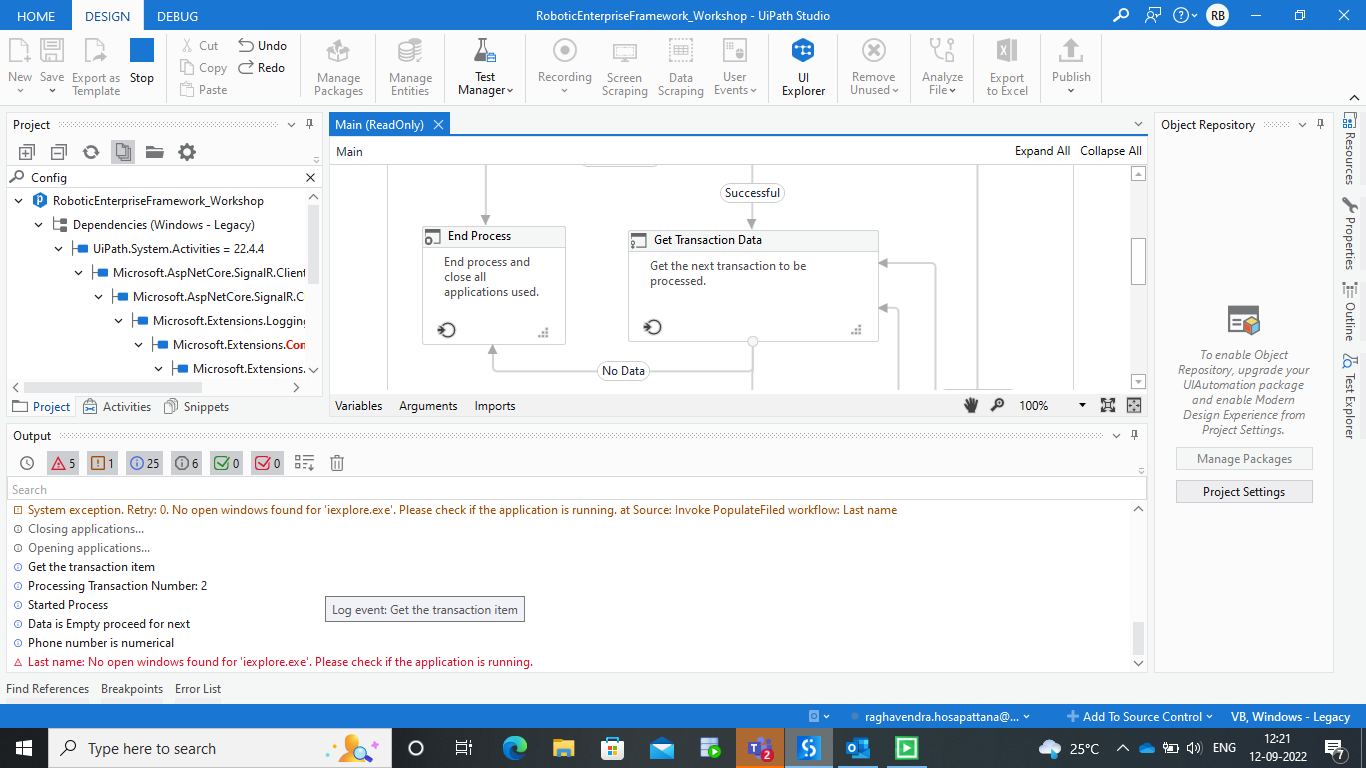 HOME DESIGN DEBUG RoboticEnterpriseFramework_Workshop - UiPath Studio RB
New Save Export as Template Stop Cut Copy Paste Undo Redo Manage Packages Manage Entities Test Manager Recording Screen Scraping Data Scraping User Events UI Explorer Remove Unused Analyze File Export to Excel Publish
Project
Config
RoboticEnterpriseFramework_Workshop
Dependencies (Windows - Legacy)
UiPath.System.Activities = 22.4.4
Microsoft.AspNetCore.SignalR.Client
Microsoft.AspNetCore.SignalR.C
Microsoft.Extensions.Logging
Microsoft.Extensions.Con
Microsoft.Extensions.
Project Activities Snippets
Main (ReadOnly)
Main Expand All Collapse All
Successful
End Process
End process and
close all
applications used.
Get Transaction Data
Get the next transaction to be
processed.
No Data
Variables Arguments Imports 100%
Object Repository
To enable Object
Repository, upgrade your
UIAutomation package
and enable Modern
Design Experience from
Project Settings.
Manage Packages
Project Settings
Resources
Properties
Outline
Test Explorer
Output
5 1 25 6 0 0
Search
System exception. Retry: 0. No open windows found for 'iexplore.exe'. Please check if the application is running. at Source: Invoke PopulateFiled workflow: Last name
Closing applications...
Opening applications...
Get the transaction item
Processing Transaction Number: 2
Started Process
Log event: Get the transaction item
Data is Empty proceed for next
Phone number is numerical
Last name: No open windows found for 'iexplore.exe'. Please check if the application is running.
Find References Breakpoints Error List
raghavendra.hosapattana@... Add To Source Control VB, Windows - Legacy
Type here to search 2 25°C ENG 12:21
12-09-2022 7